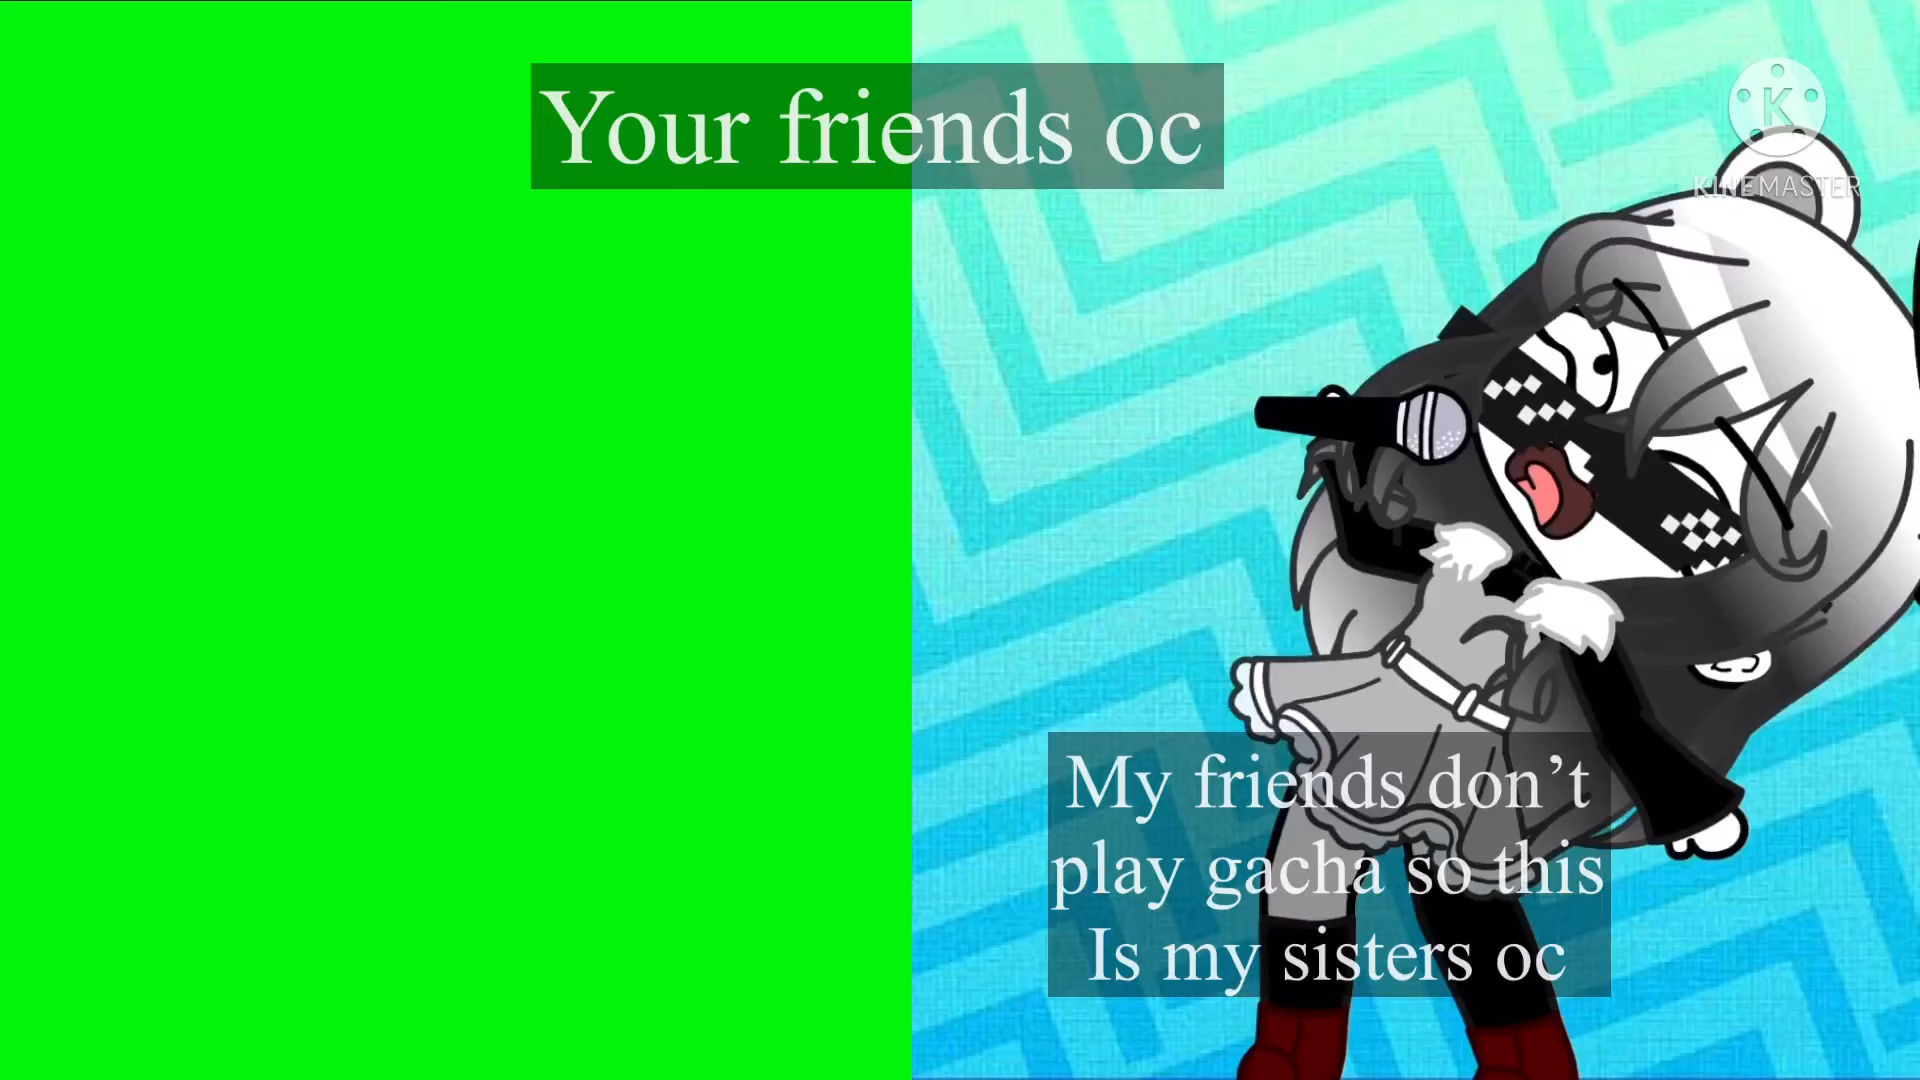 Your friends oc
K
KINEMASTER
My friends don’t
play gacha so this
Is my sisters oc